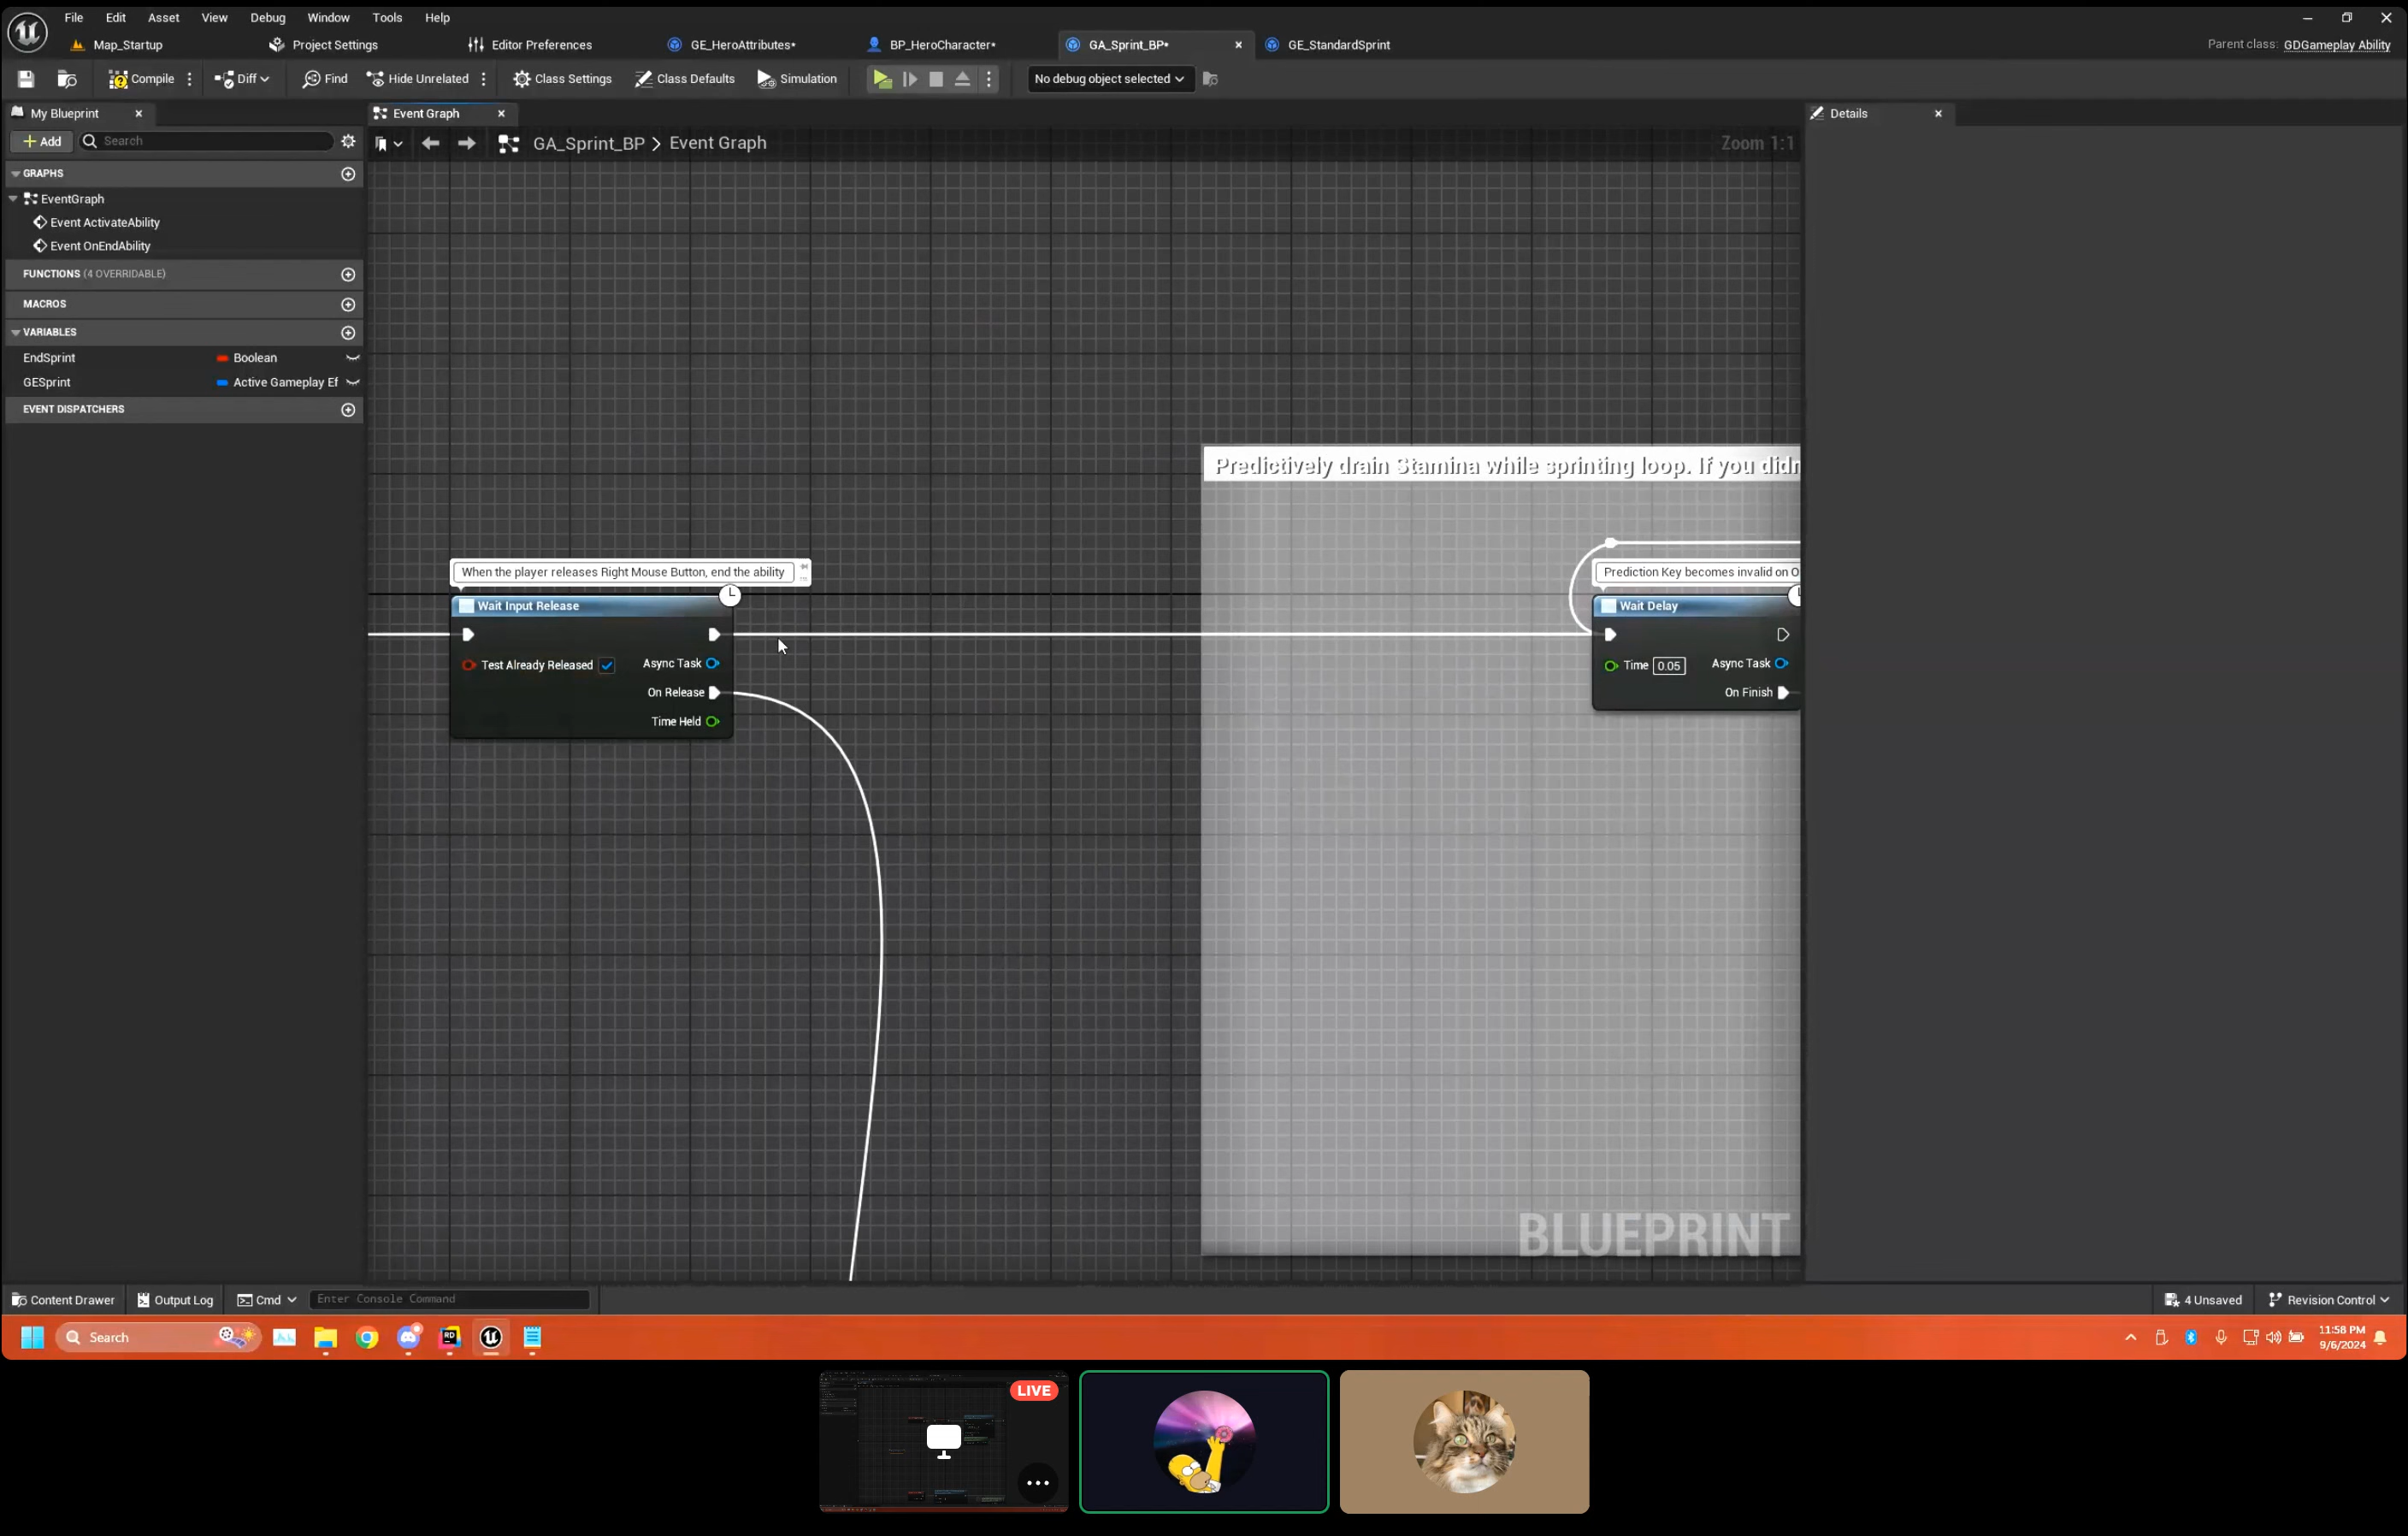 File Edit Asset View Debug Window Tools Help
Map_Startup Project Settings Editor Preferences GE_HeroAttributes* BP_HeroCharacter* GA_Sprint_BP* GE_StandardSprint Parent class: GDGameplay Ability
Compile Diff Find Hide Unrelated Class Settings Class Defaults Simulation No debug object selected
My Blueprint Event Graph Details
Add Search GA_Sprint_BP > Event Graph Zoom 1:1
GRAPHS
EventGraph
Event ActivateAbility
Event OnEndAbility
FUNCTIONS (4 OVERRIDABLE)
MACROS
VARIABLES
EndSprint Boolean
GESprint Active Gameplay Ef
EVENT DISPATCHERS
Predictively drain Stamina while sprinting loop. If you didn
When the player releases Right Mouse Button, end the ability
Wait Input Release
Test Already Released Async Task
On Release
Time Held
Prediction Key becomes invalid on O
Wait Delay
Time 0.05 Async Task
On Finish
BLUEPRINT
Content Drawer Output Log Cmd Enter Console Command 4 Unsaved Revision Control
Search RD 11:58 PM
9/6/2024
LIVE